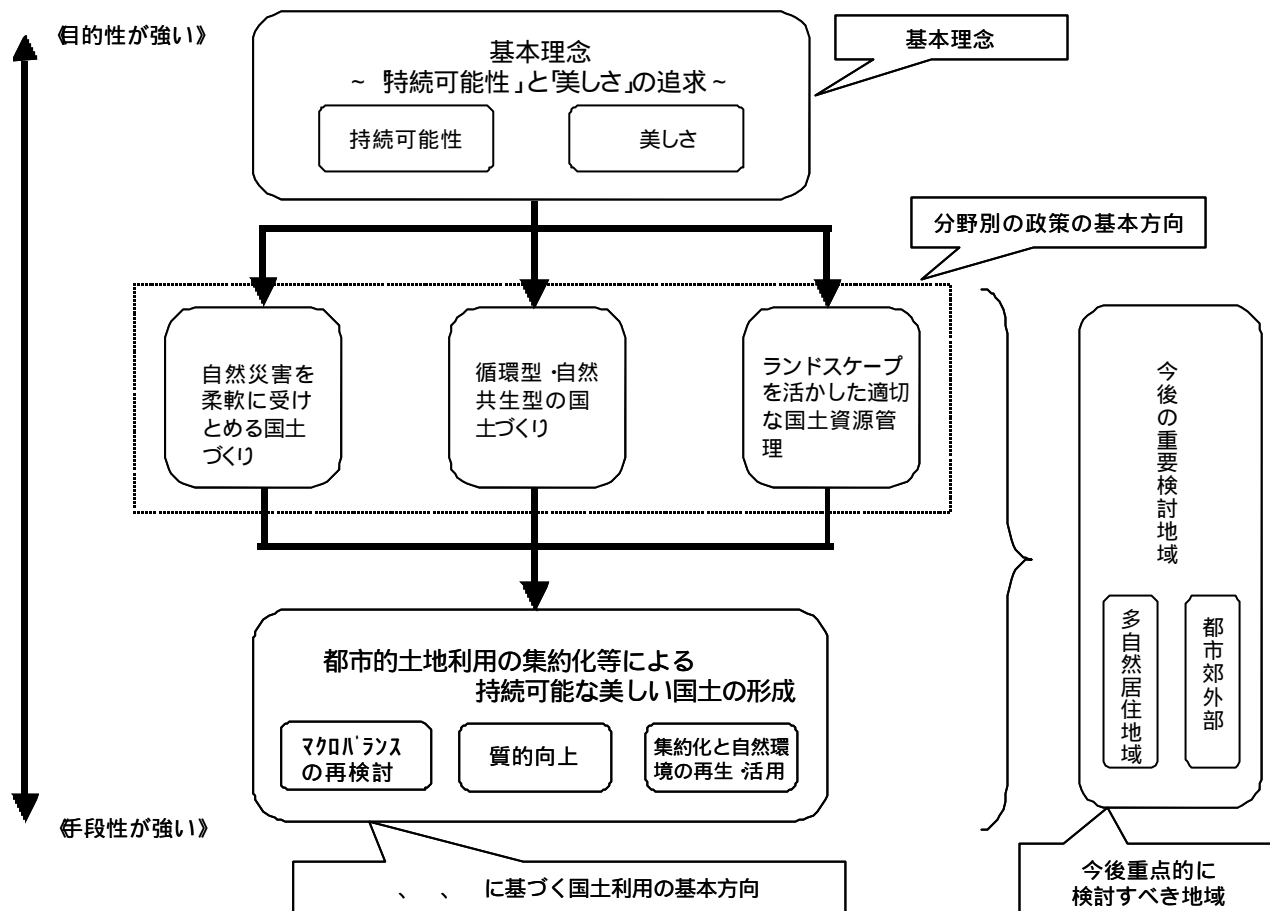 《目的性が強い》
基本理念
~「持続可能性」と「美しさ」の追求~
持続可能性
美しさ
基本理念
分野別の政策の基本方向
自然災害を
柔軟に受け
とめる国土
づくり
循環型・自然
共生型の国
土づくり
ランドスケープ
を活かした適切
な国土資源管
理
今後の重要検討地域
多自然居住地域
都市郊外部
都市的土地利用の集約化等による
持続可能な美しい国土の形成
マクロバランス
の再検討
質的向上
集約化と自然環
境の再生・活用
《手段性が強い》
、 、 に基づく国土利用の基本方向
今後重点的に
検討すべき地域